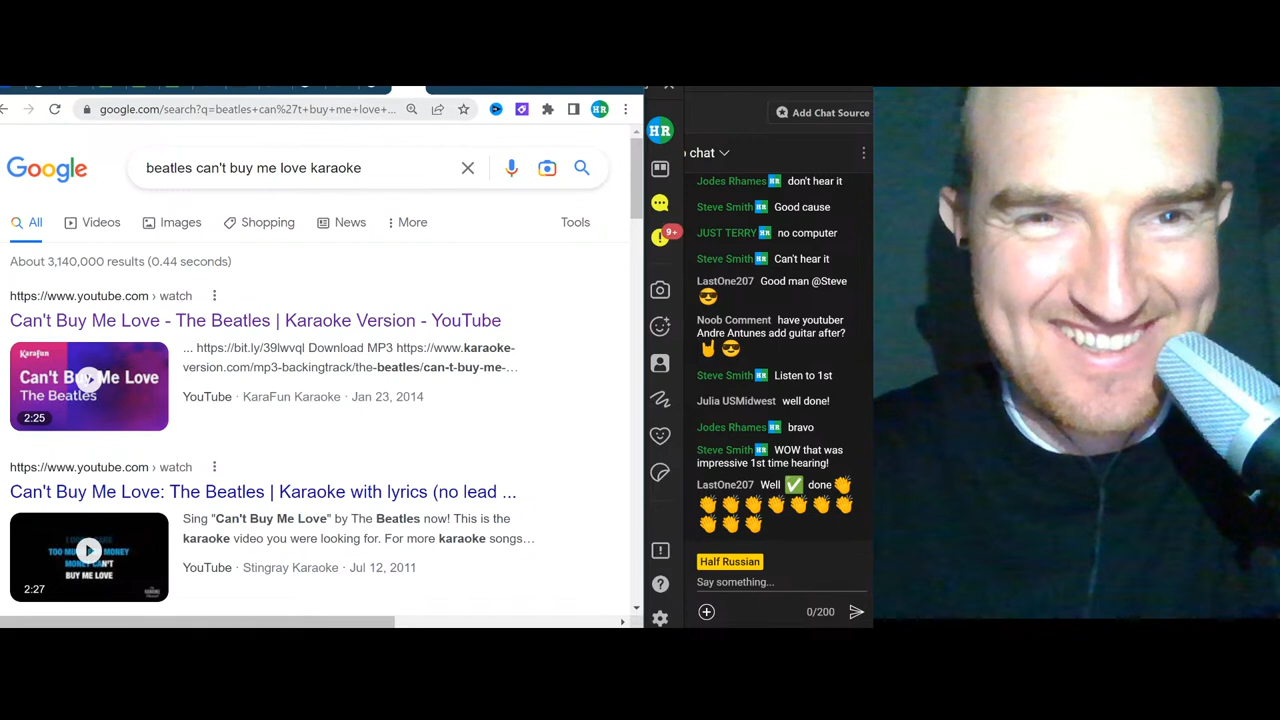 google.com/search?q=beatles+can%27t+buy+me+love+...
HR
Google
beatles can't buy me love karaoke
All
Videos
Images
Shopping
News
More
Tools
About 3,140,000 results (0.44 seconds)
https://www.youtube.com › watch
Can't Buy Me Love - The Beatles | Karaoke Version - YouTube
Karafun
Can't Buy Me Love
The Beatles
2:25
... https://bit.ly/39lwvql Download MP3 https://www.karaoke-
version.com/mp3-backingtrack/the-beatles/can-t-buy-me-...
YouTube · KaraFun Karaoke · Jan 23, 2014
https://www.youtube.com › watch
Can't Buy Me Love: The Beatles | Karaoke with lyrics (no lead ...
TOO MUCH MONEY
MONEY CAN'T
BUY ME LOVE
2:27
Sing "Can't Buy Me Love" by The Beatles now! This is the
karaoke video you were looking for. For more karaoke songs...
YouTube · Stingray Karaoke · Jul 12, 2011
HR
9+
Add Chat Source
chat
Jodes Rhames HR don't hear it
Steve Smith HR Good cause
JUST TERRY HR no computer
Steve Smith HR Can't hear it
LastOne207 Good man @Steve
😎
Noob Comment have youtuber
Andre Antunes add guitar after?
🤘 😎
Steve Smith HR Listen to 1st
Julia USMidwest well done!
Jodes Rhames HR bravo
Steve Smith HR WOW that was
impressive 1st time hearing!
LastOne207 Well ✅ done 👏
👏👏👏👏👏👏👏
👏👏👏
Half Russian
Say something...
0/200